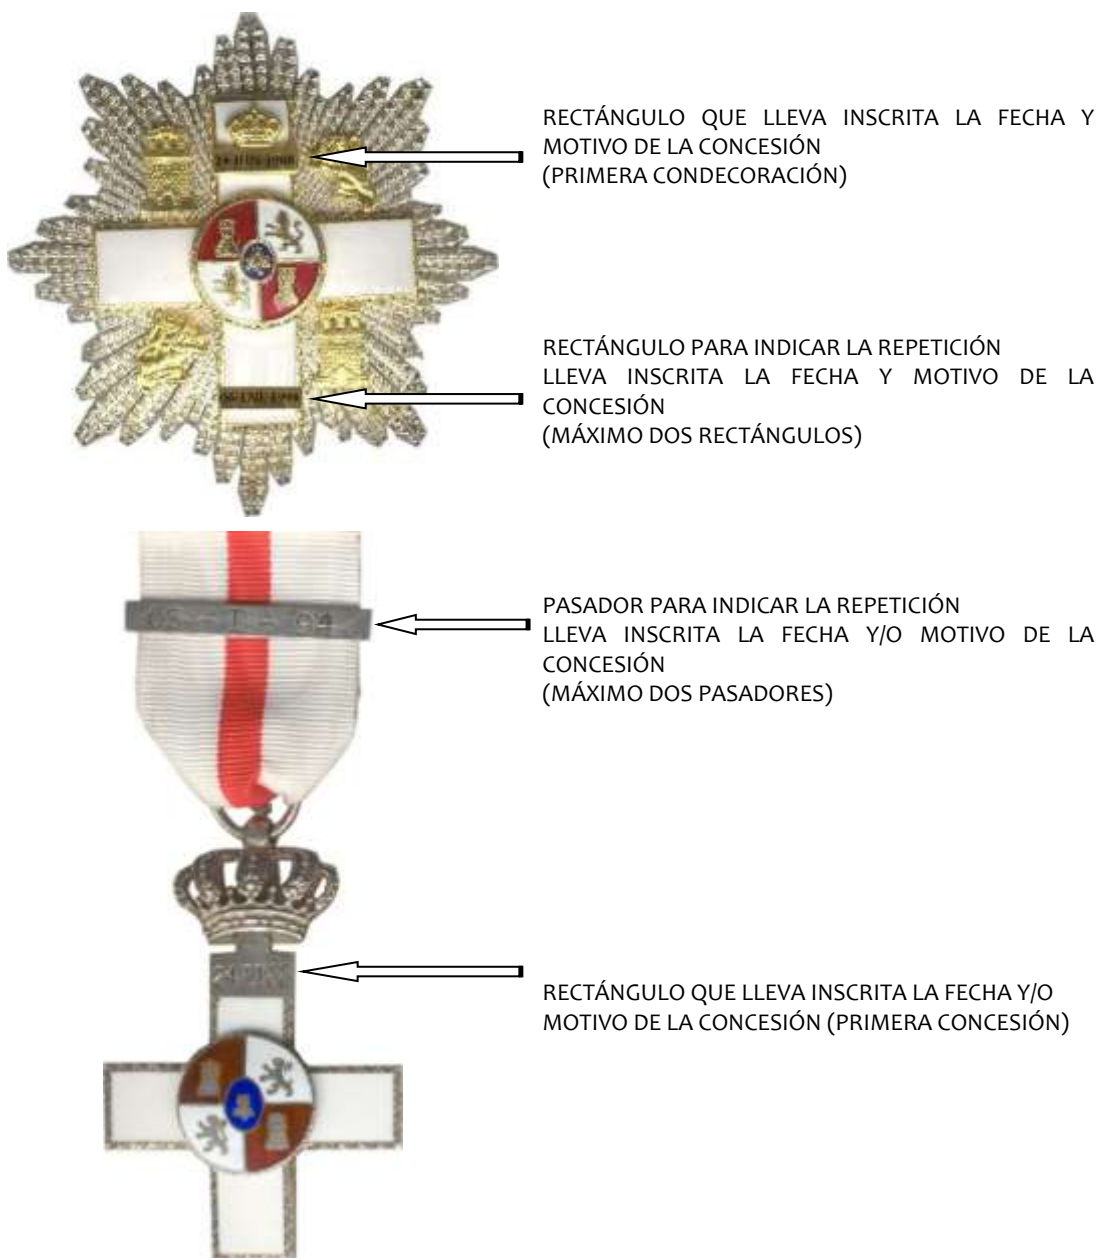 RECTÁNGULO QUE LLEVA INSCRITA LA FECHA Y
MOTIVO DE LA CONCESIÓN
(PRIMERA CONDECORACIÓN)
RECTÁNGULO PARA INDICAR LA REPETICIÓN
LLEVA INSCRITA LA FECHA Y MOTIVO DE LA
CONCESIÓN
(MÁXIMO DOS RECTÁNGULOS)
PASADOR PARA INDICAR LA REPETICIÓN
LLEVA INSCRITA LA FECHA Y/O MOTIVO DE LA
CONCESIÓN
(MÁXIMO DOS PASADORES)
RECTÁNGULO QUE LLEVA INSCRITA LA FECHA Y/O
MOTIVO DE LA CONCESIÓN (PRIMERA CONCESIÓN)